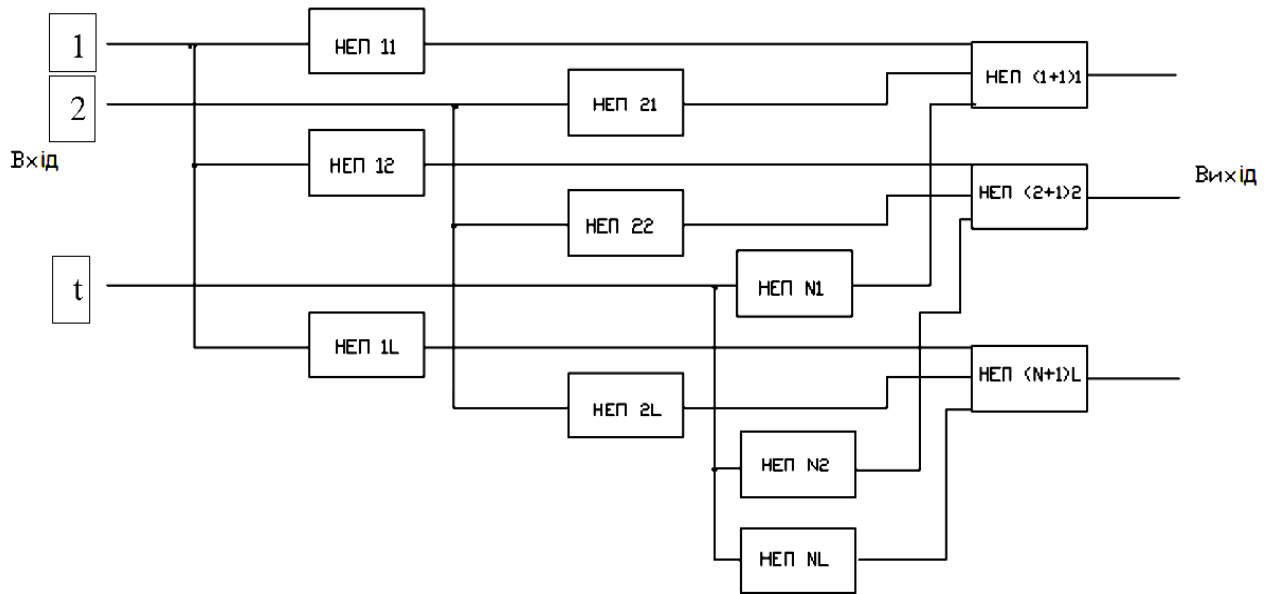 1
НЕП 11
НЕП (1+1)1
2
НЕП 21
Вхід
НЕП 12
НЕП (2+1)2
Вихід
НЕП 22
t
НЕП N1
НЕП 1L
НЕП (N+1)L
НЕП 2L
НЕП N2
НЕП NL